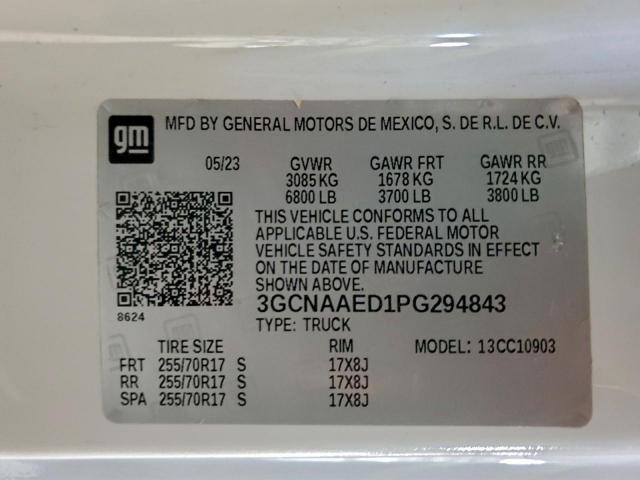 gm MFD BY GENERAL MOTORS DE MEXICO, S. DE R.L. DE C.V.
05/23 GVWR GAWR FRT GAWR RR
3085 KG 1678 KG 1724 KG
6800 LB 3700 LB 3800 LB
THIS VEHICLE CONFORMS TO ALL
APPLICABLE U.S. FEDERAL MOTOR
VEHICLE SAFETY STANDARDS IN EFFECT
ON THE DATE OF MANUFACTURE
SHOWN ABOVE.
3GCNAAED1PG294843
8624
TYPE: TRUCK
TIRE SIZE RIM MODEL: 13CC10903
FRT 255/70R17 S 17X8J
RR 255/70R17 S 17X8J
SPA 255/70R17 S 17X8J